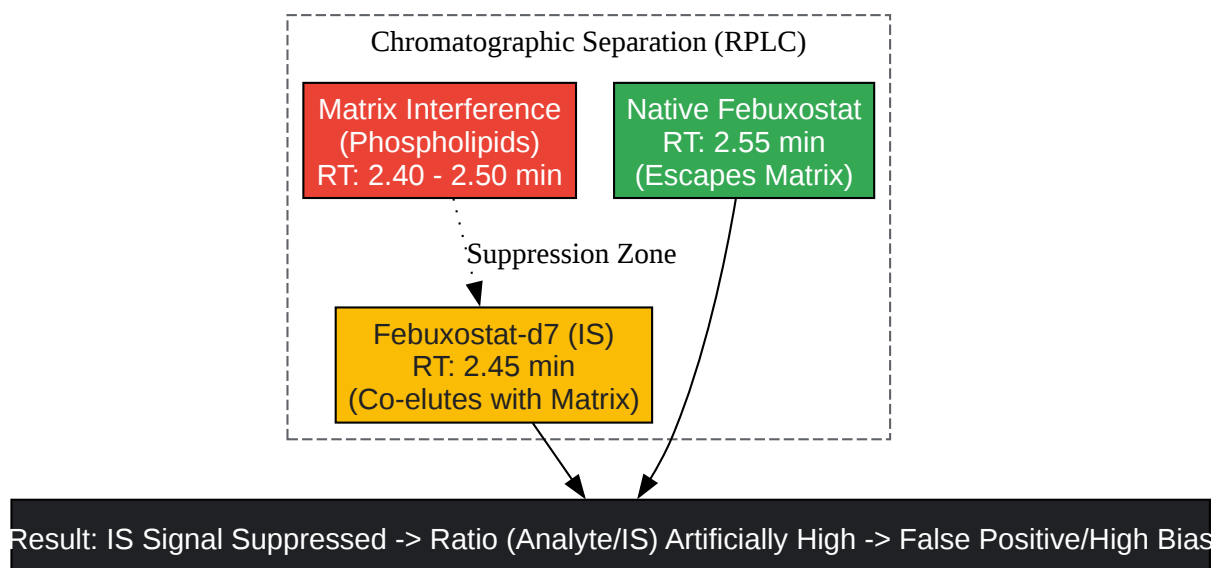 Chromatographic Separation (RPLC)
Matrix Interference
(Phospholipids)
RT: 2.40 - 2.50 min
Native Febuxostat
RT: 2.55 min
(Escapes Matrix)
Suppression Zone
Febuxostat-d7 (IS)
RT: 2.45 min
(Co-elutes with Matrix)
Result: IS Signal Suppressed -> Ratio (Analyte/IS) Artificially High -> False Positive/High Bias